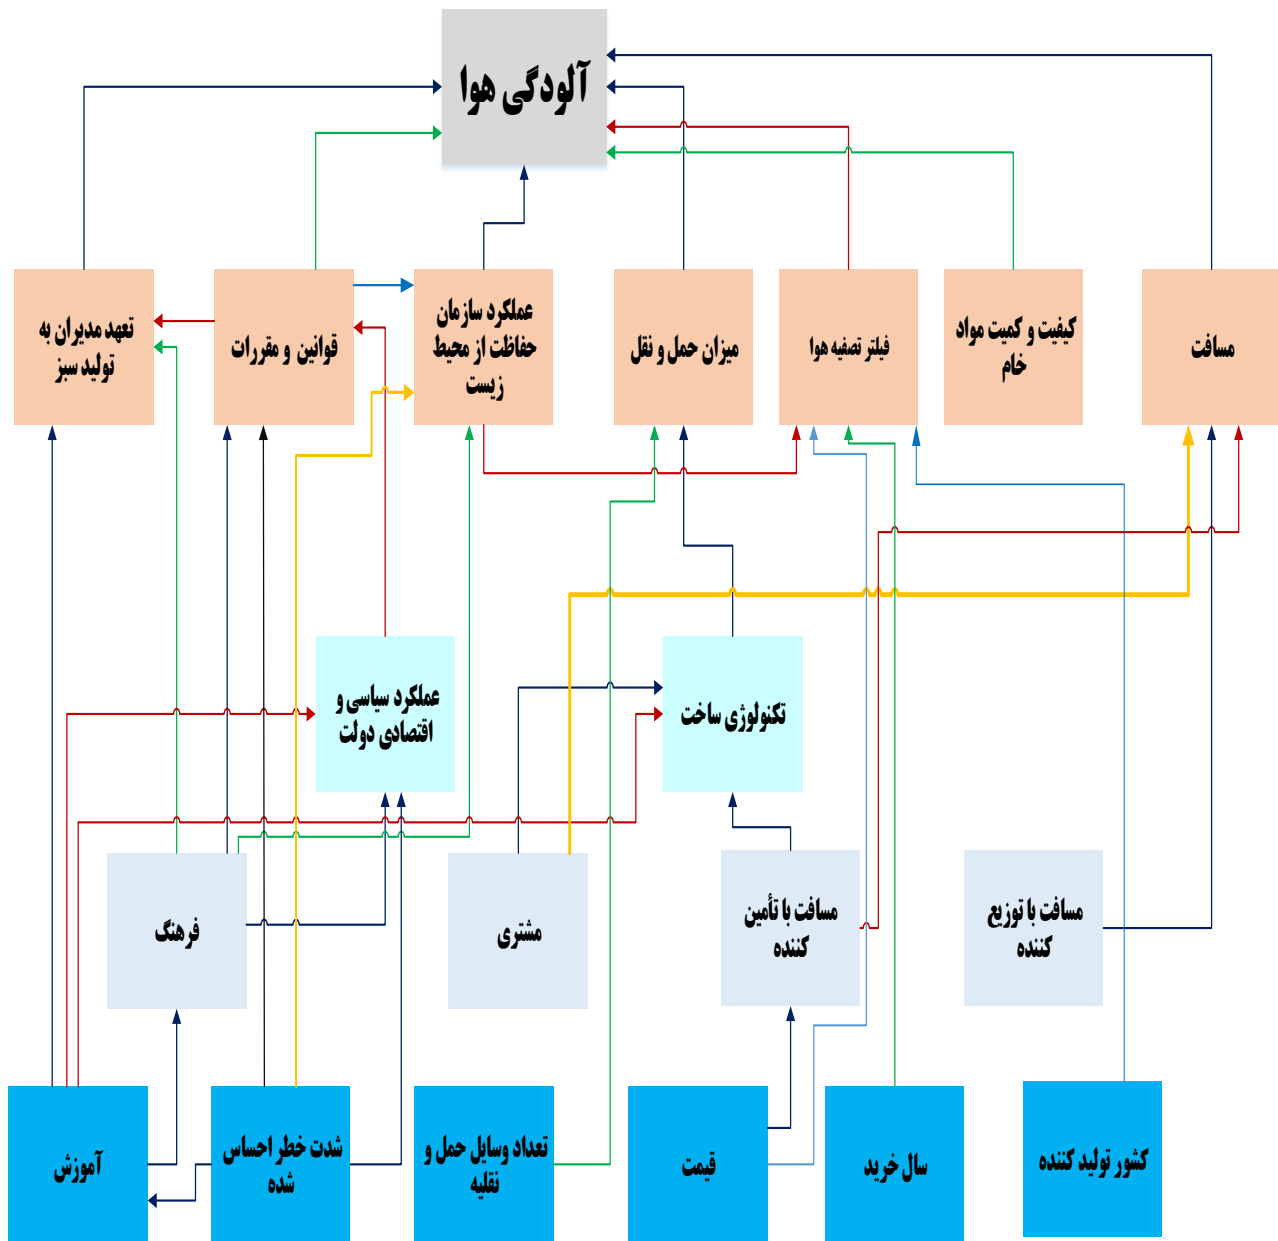 آلودگی هوا
تعهد مدیران به
تولید سبز
قوانین و مقررات
عملکرد سازمان
حفاظت از محیط
زیست
میزان حمل و نقل
فیلتر تصفیه هوا
کیفیت و کمیت مواد
خام
مسافت
عملکرد سیاسی و
اقتصادی دولت
تکنولوژی ساخت
فرهنگ
مشتری
مسافت با تأمین
کننده
مسافت با توزیع
کننده
آموزش
شدت خطر احساس
شده
تعداد وسایل حمل و
نقلیه
قیمت
سال خرید
کشور تولید کننده